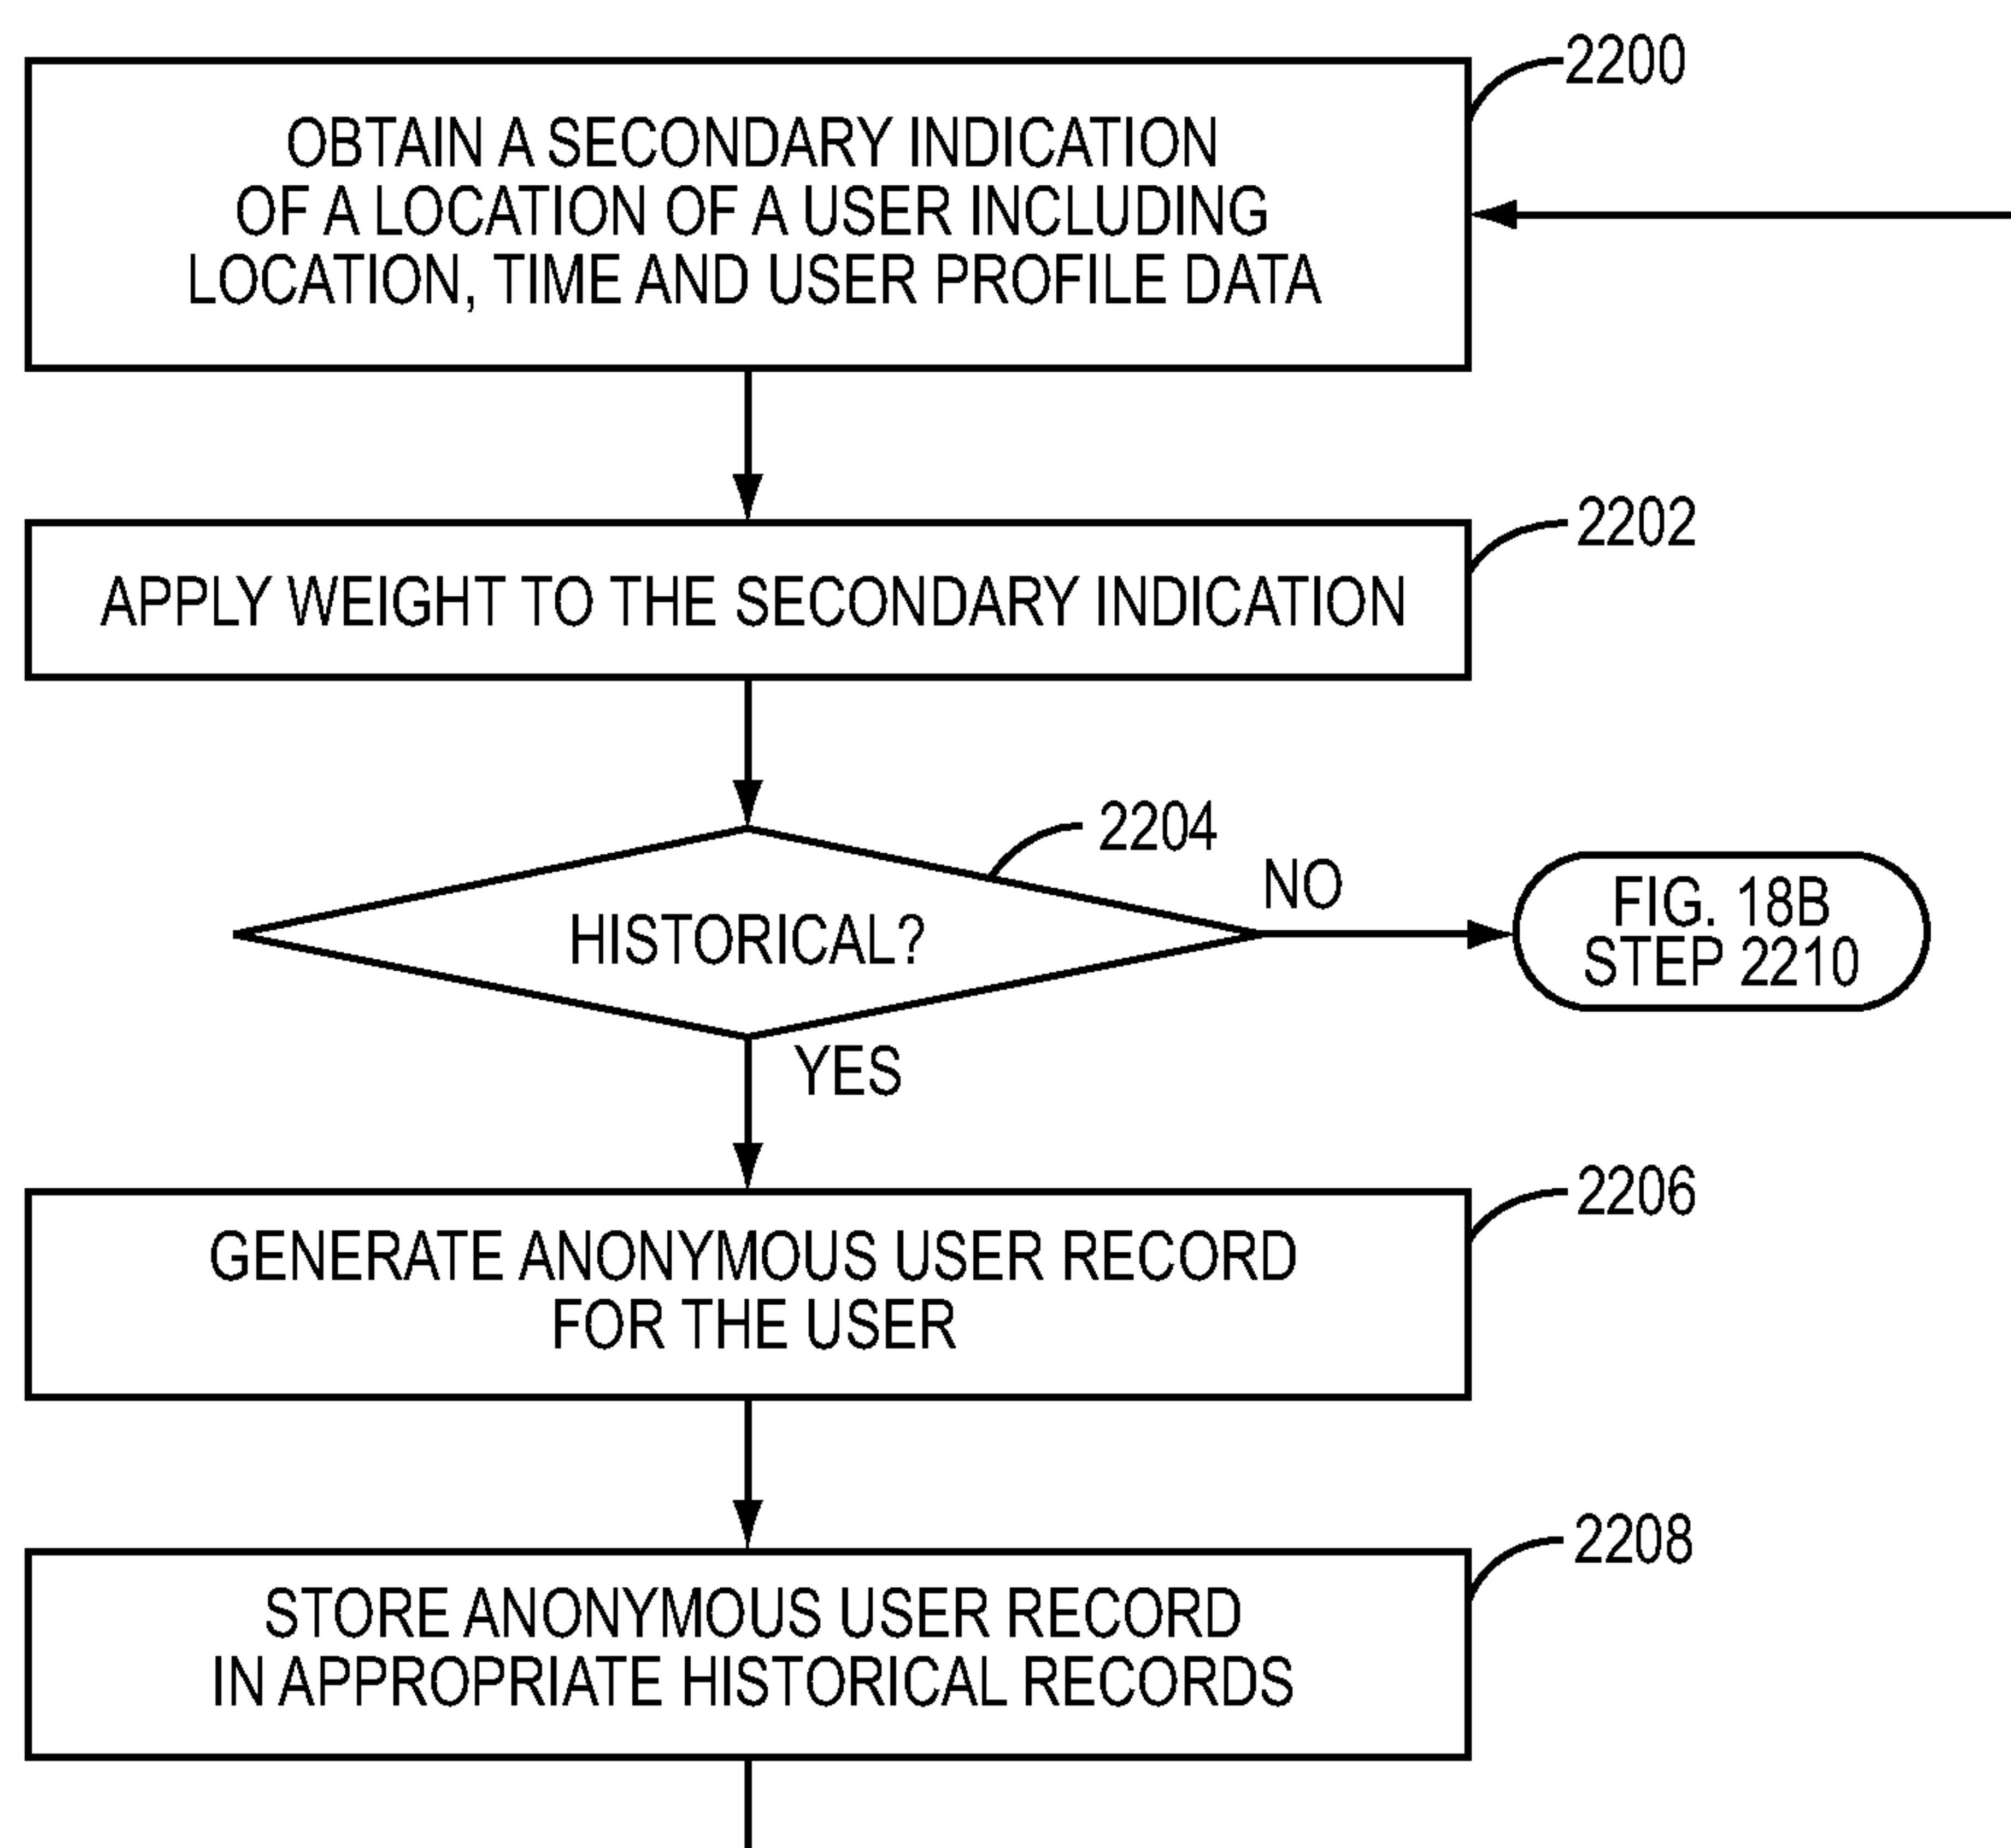 2200
OBTAIN A SECONDARY INDICATION
OF A LOCATION OF A USER INCLUDING
LOCATION, TIME AND USER PROFILE DATA
2202
APPLY WEIGHT TO THE SECONDARY INDICATION
2204
HISTORICAL?
NO
FIG. 18B
STEP 2210
YES
2206
GENERATE ANONYMOUS USER RECORD
FOR THE USER
2208
STORE ANONYMOUS USER RECORD
IN APPROPRIATE HISTORICAL RECORDS